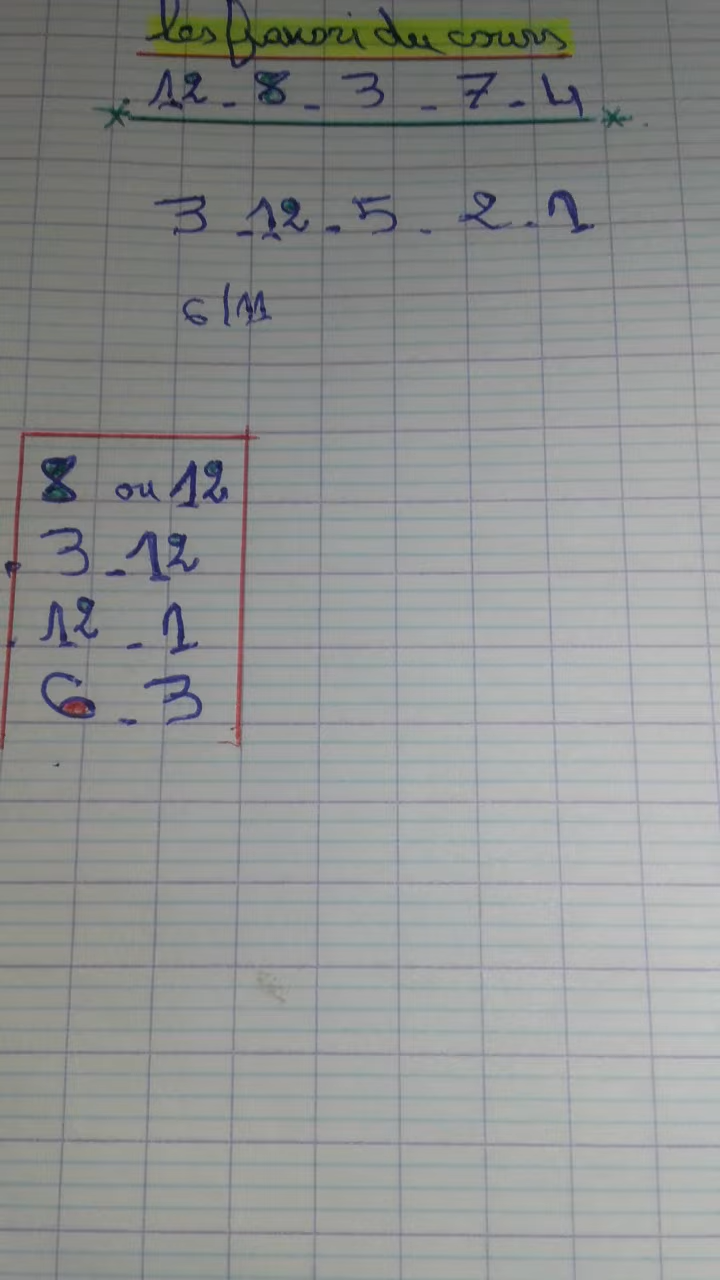 les favori du cours
12 - 8 - 3 - 7 - 4
3 - 12 - 5 - 2 - 1
6/11
8 ou 12
3 - 12
12 - 1
6 - 3